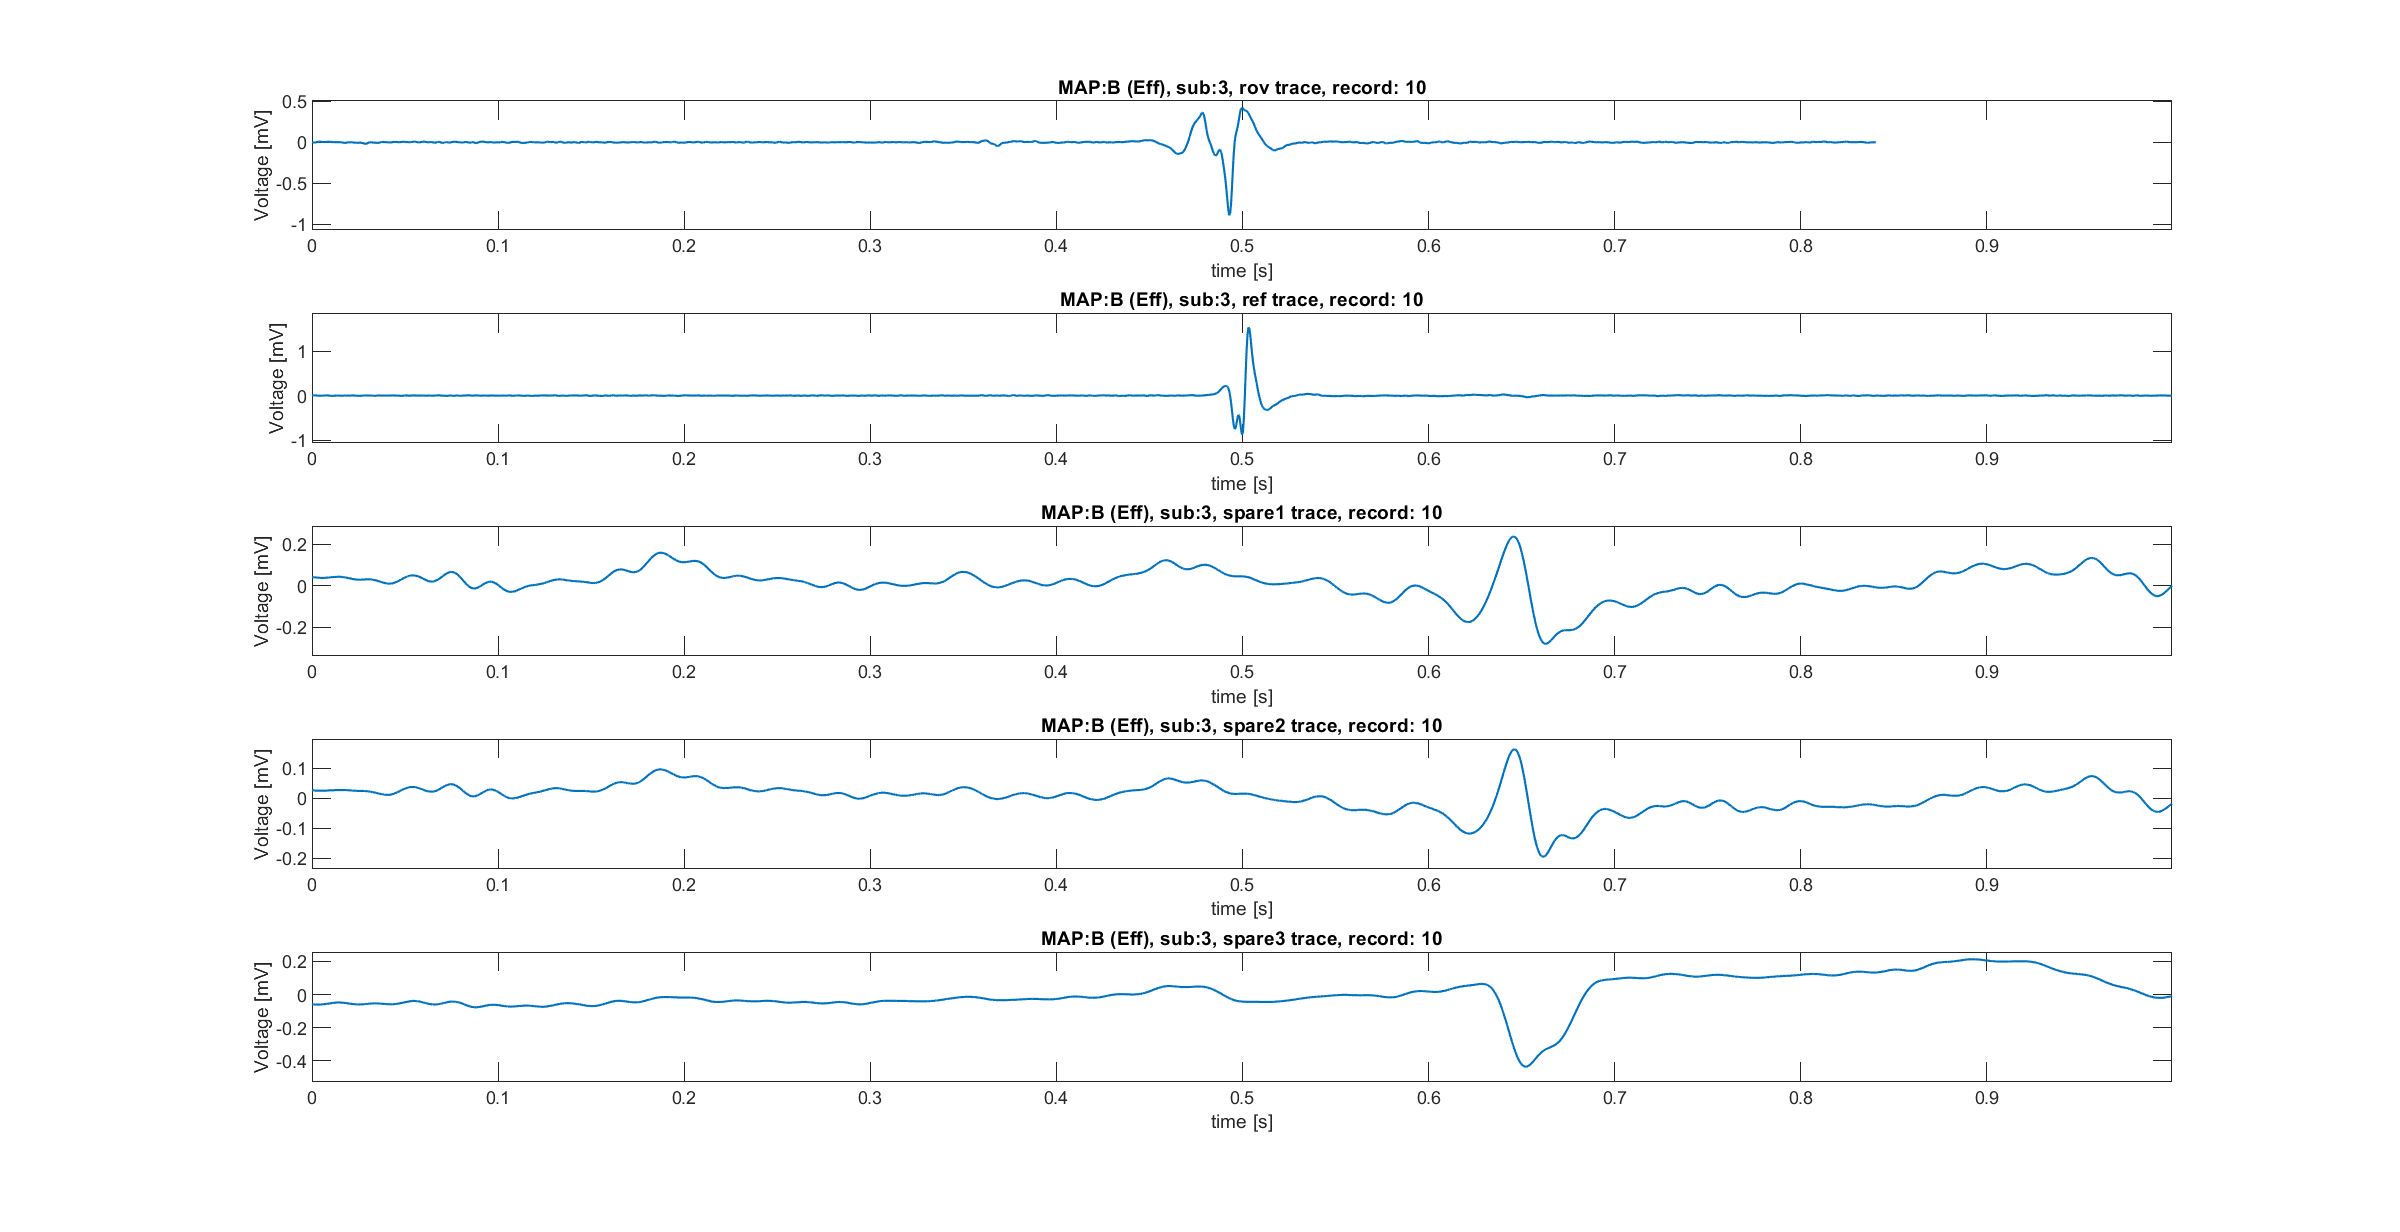 MAP:B (Eff), sub:3, rov trace, record: 10
Voltage [mV]
0.5
0
-0.5
-1
0 0.1 0.2 0.3 0.4 0.5 0.6 0.7 0.8 0.9
time [s]
MAP:B (Eff), sub:3, ref trace, record: 10
Voltage [mV]
1
0
-1
0 0.1 0.2 0.3 0.4 0.5 0.6 0.7 0.8 0.9
time [s]
MAP:B (Eff), sub:3, spare1 trace, record: 10
Voltage [mV]
0.2
0
-0.2
0 0.1 0.2 0.3 0.4 0.5 0.6 0.7 0.8 0.9
time [s]
MAP:B (Eff), sub:3, spare2 trace, record: 10
Voltage [mV]
0.1
0
-0.1
-0.2
0 0.1 0.2 0.3 0.4 0.5 0.6 0.7 0.8 0.9
time [s]
MAP:B (Eff), sub:3, spare3 trace, record: 10
Voltage [mV]
0.2
0
-0.2
-0.4
0 0.1 0.2 0.3 0.4 0.5 0.6 0.7 0.8 0.9
time [s]